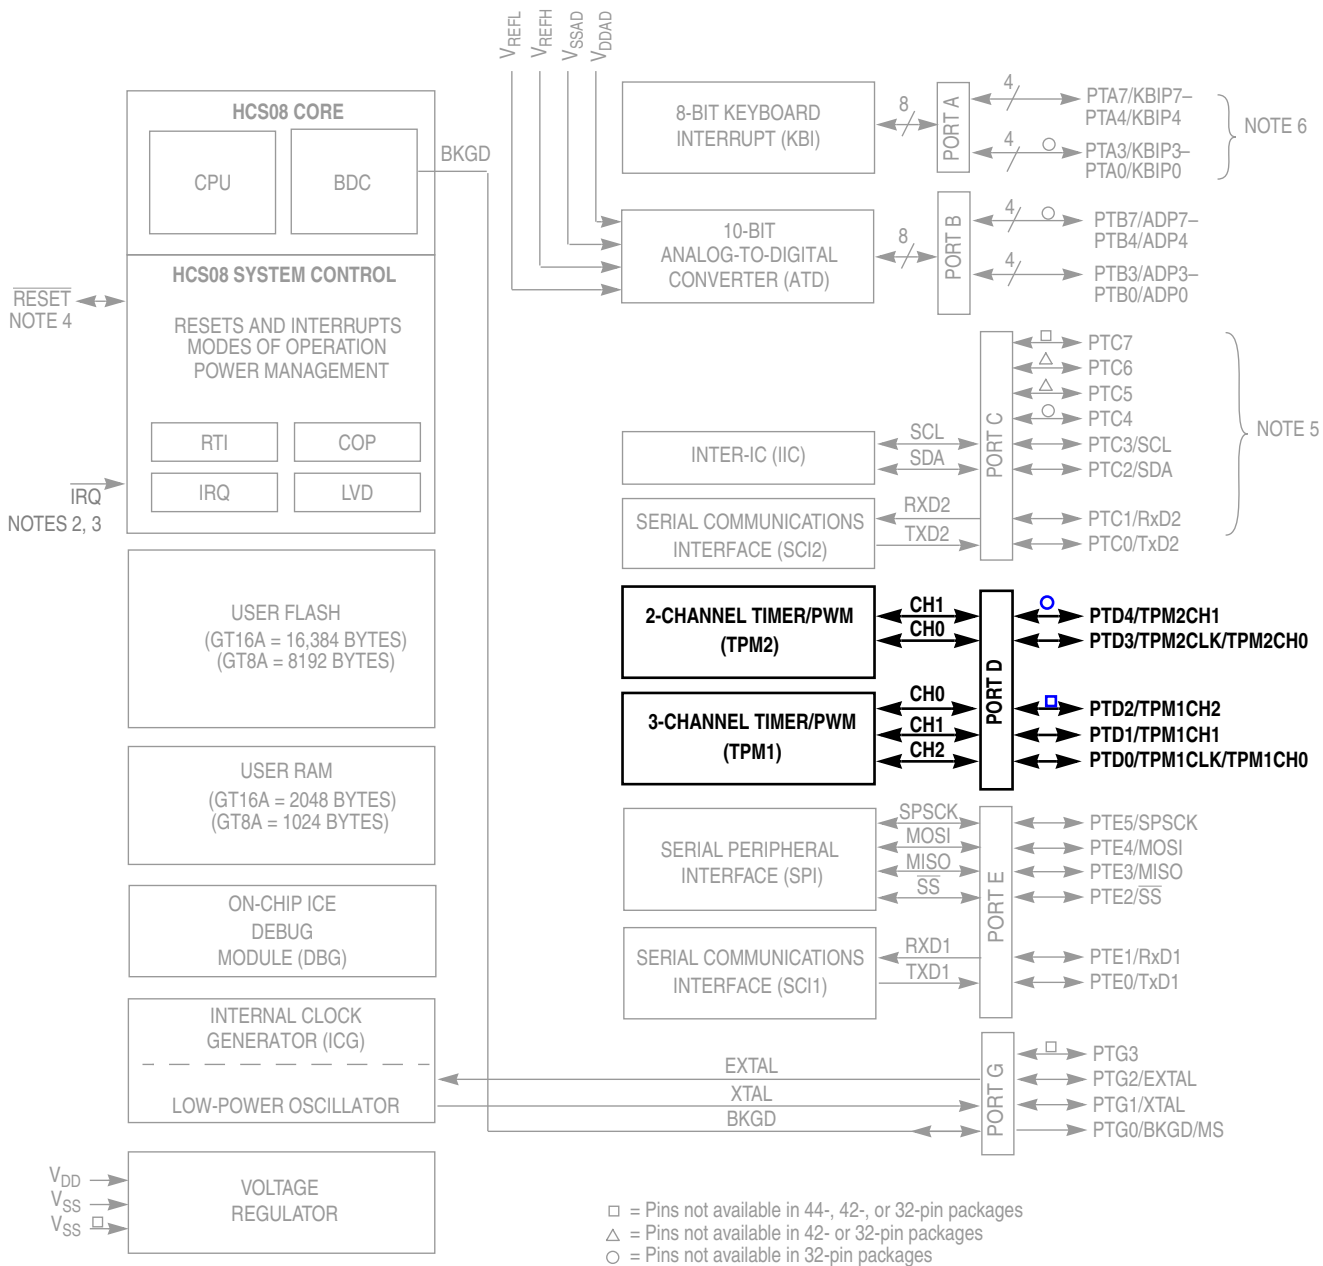 VREFL
VREFH
VSSAD
VDDAD
HCS08 CORE
CPU
BDC
BKGD
HCS08 SYSTEM CONTROL
RESET
NOTE 4
RESETS AND INTERRUPTS
MODES OF OPERATION
POWER MANAGEMENT
RTI
COP
IRQ
LVD
IRQ
NOTES 2, 3
USER FLASH
(GT16A = 16,384 BYTES)
(GT8A = 8192 BYTES)
USER RAM
(GT16A = 2048 BYTES)
(GT8A = 1024 BYTES)
ON-CHIP ICE
DEBUG
MODULE (DBG)
INTERNAL CLOCK
GENERATOR (ICG)
LOW-POWER OSCILLATOR
VDD
VSS
VSS
VOLTAGE
REGULATOR
8-BIT KEYBOARD
INTERRUPT (KBI)
8
PORT A
4
PTA7/KBIP7–
PTA4/KBIP4
4
PTA3/KBIP3–
PTA0/KBIP0
NOTE 6
10-BIT
ANALOG-TO-DIGITAL
CONVERTER (ATD)
8
PORT B
4
PTB7/ADP7–
PTB4/ADP4
4
PTB3/ADP3–
PTB0/ADP0
INTER-IC (IIC)
SCL
SDA
SERIAL COMMUNICATIONS
INTERFACE (SCI2)
RXD2
TXD2
PORT C
PTC7
PTC6
PTC5
PTC4
PTC3/SCL
PTC2/SDA
PTC1/RxD2
PTC0/TxD2
NOTE 5
2-CHANNEL TIMER/PWM
(TPM2)
CH1
CH0
3-CHANNEL TIMER/PWM
(TPM1)
CH0
CH1
CH2
PORT D
PTD4/TPM2CH1
PTD3/TPM2CLK/TPM2CH0
PTD2/TPM1CH2
PTD1/TPM1CH1
PTD0/TPM1CLK/TPM1CH0
SERIAL PERIPHERAL
INTERFACE (SPI)
SPSCK
MOSI
MISO
SS
SERIAL COMMUNICATIONS
INTERFACE (SCI1)
RXD1
TXD1
PORT E
PTE5/SPSCK
PTE4/MOSI
PTE3/MISO
PTE2/SS
PTE1/RxD1
PTE0/TxD1
EXTAL
XTAL
BKGD
PORT G
PTG3
PTG2/EXTAL
PTG1/XTAL
PTG0/BKGD/MS
□ = Pins not available in 44-, 42-, or 32-pin packages
△ = Pins not available in 42- or 32-pin packages
○ = Pins not available in 32-pin packages